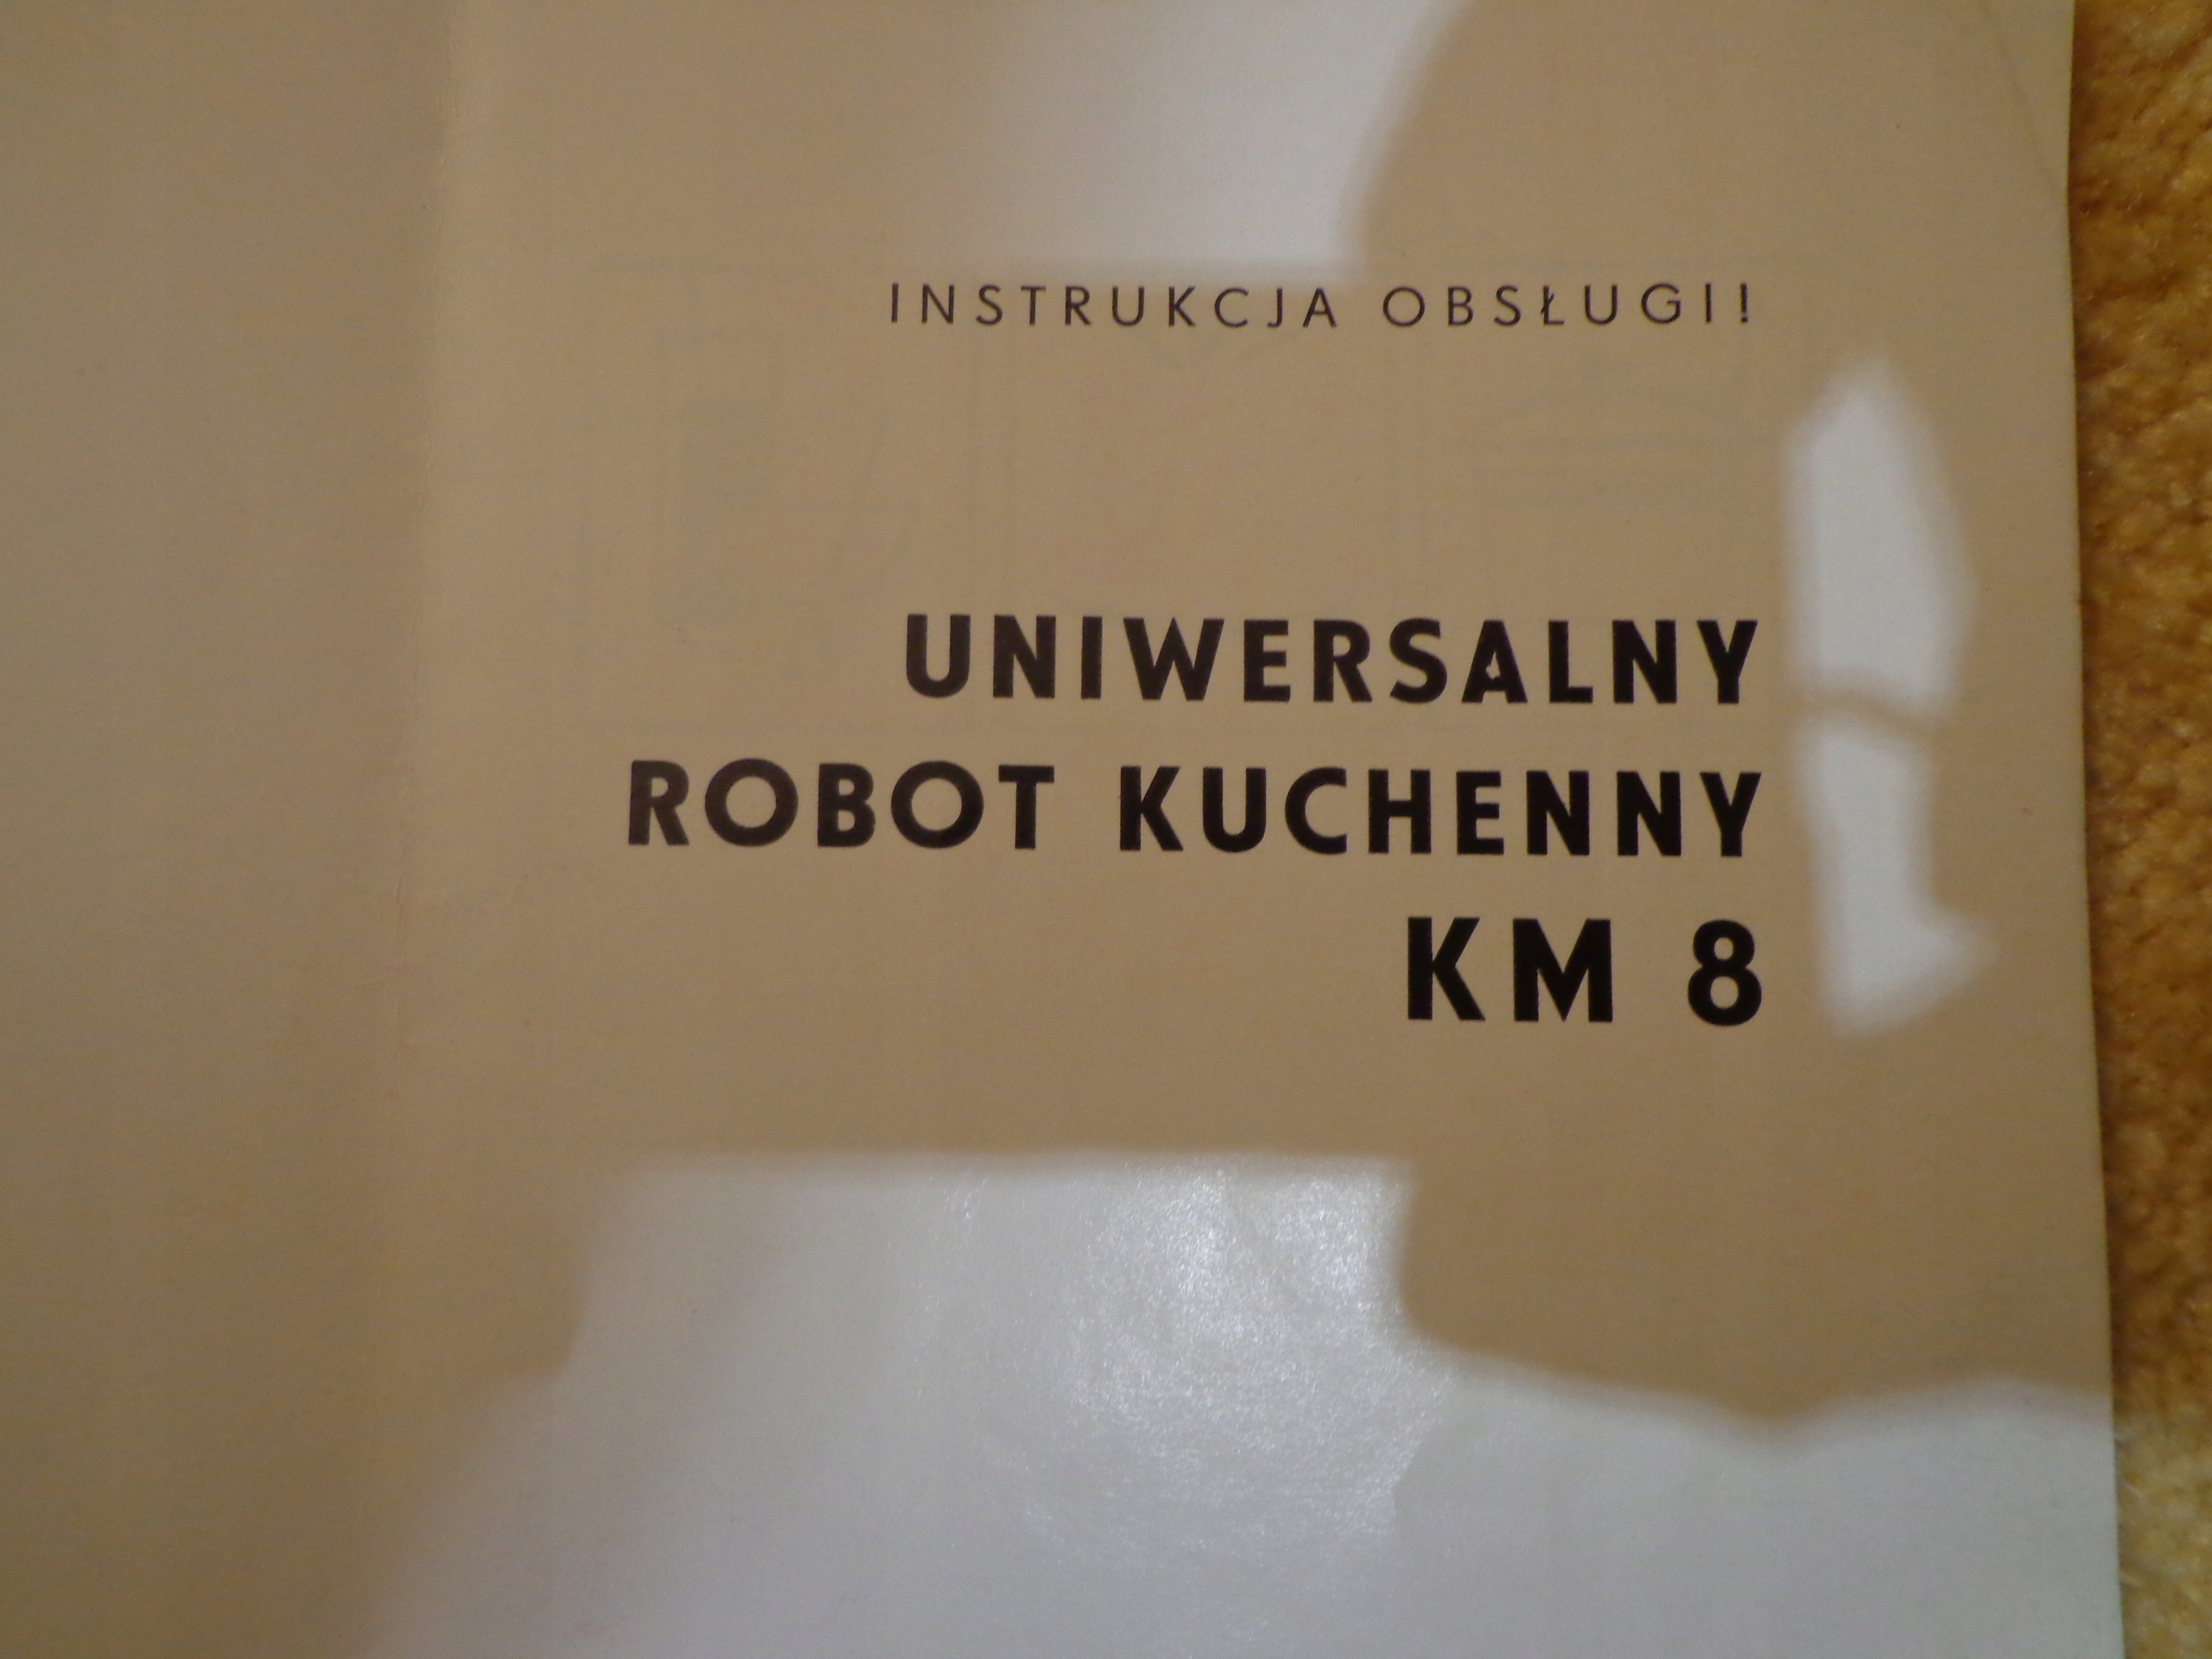 INSTRUKCJA OBSŁUGI!
UNIWERSALNY
ROBOT KUCHENNY
KM 8